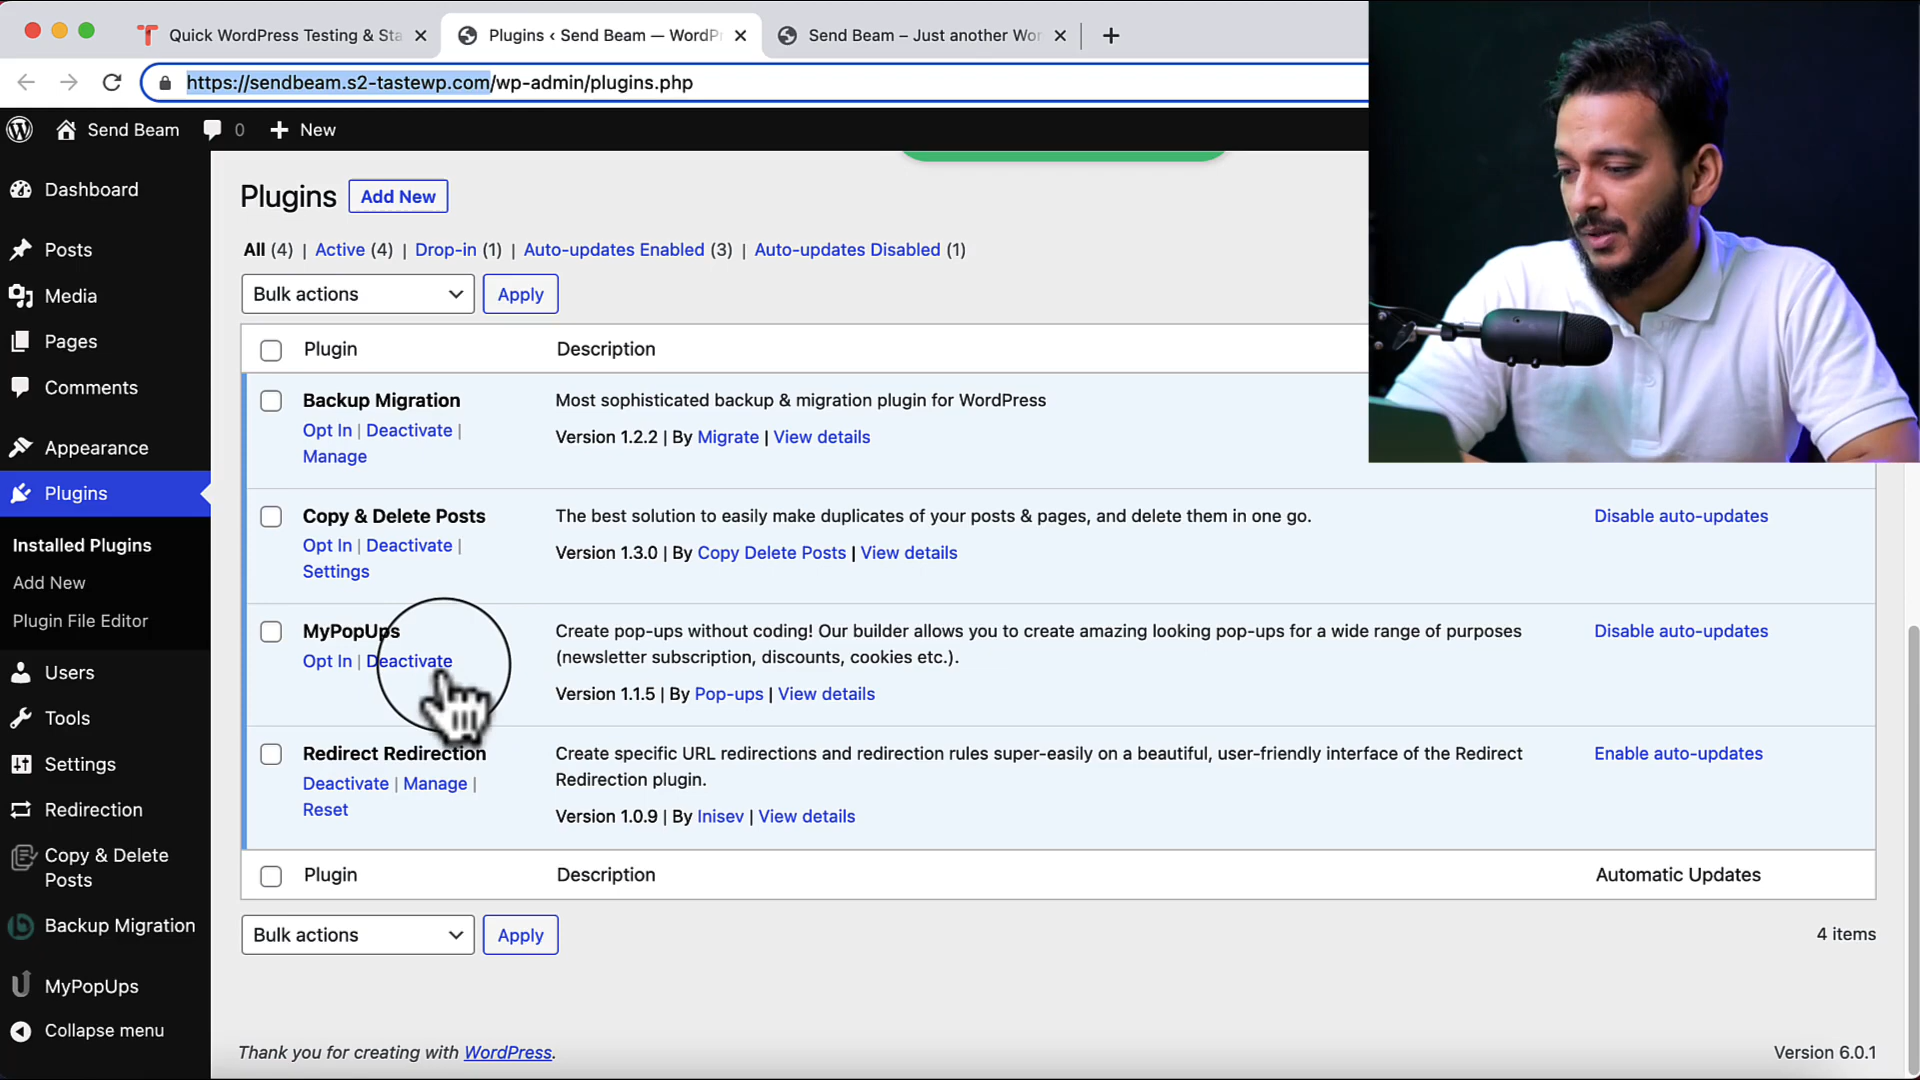 Quick WordPress Testing & Sta
Plugins ‹ Send Beam — WordPr
Send Beam – Just another Wor
https://sendbeam.s2-tastewp.com/wp-admin/plugins.php
Send Beam 0 New
Dashboard
Posts
Media
Pages
Comments
Appearance
Plugins
Installed Plugins
Add New
Plugin File Editor
Users
Tools
Settings
Redirection
Copy & Delete
Posts
Backup Migration
MyPopUps
Collapse menu
Plugins Add New
All (4) | Active (4) | Drop-in (1) | Auto-updates Enabled (3) | Auto-updates Disabled (1)
Bulk actions Apply
Plugin Description
Backup Migration Most sophisticated backup & migration plugin for WordPress
Opt In | Deactivate | Version 1.2.2 | By Migrate | View details
Manage
Copy & Delete Posts The best solution to easily make duplicates of your posts & pages, and delete them in one go. Disable auto-updates
Opt In | Deactivate | Version 1.3.0 | By Copy Delete Posts | View details
Settings
MyPopUps Create pop-ups without coding! Our builder allows you to create amazing looking pop-ups for a wide range of purposes Disable auto-updates
Opt In | Deactivate (newsletter subscription, discounts, cookies etc.).
Version 1.1.5 | By Pop-ups | View details
Redirect Redirection Create specific URL redirections and redirection rules super-easily on a beautiful, user-friendly interface of the Redirect Enable auto-updates
Deactivate | Manage | Redirection plugin.
Reset Version 1.0.9 | By Inisev | View details
Plugin Description Automatic Updates
Bulk actions Apply 4 items
Thank you for creating with WordPress. Version 6.0.1